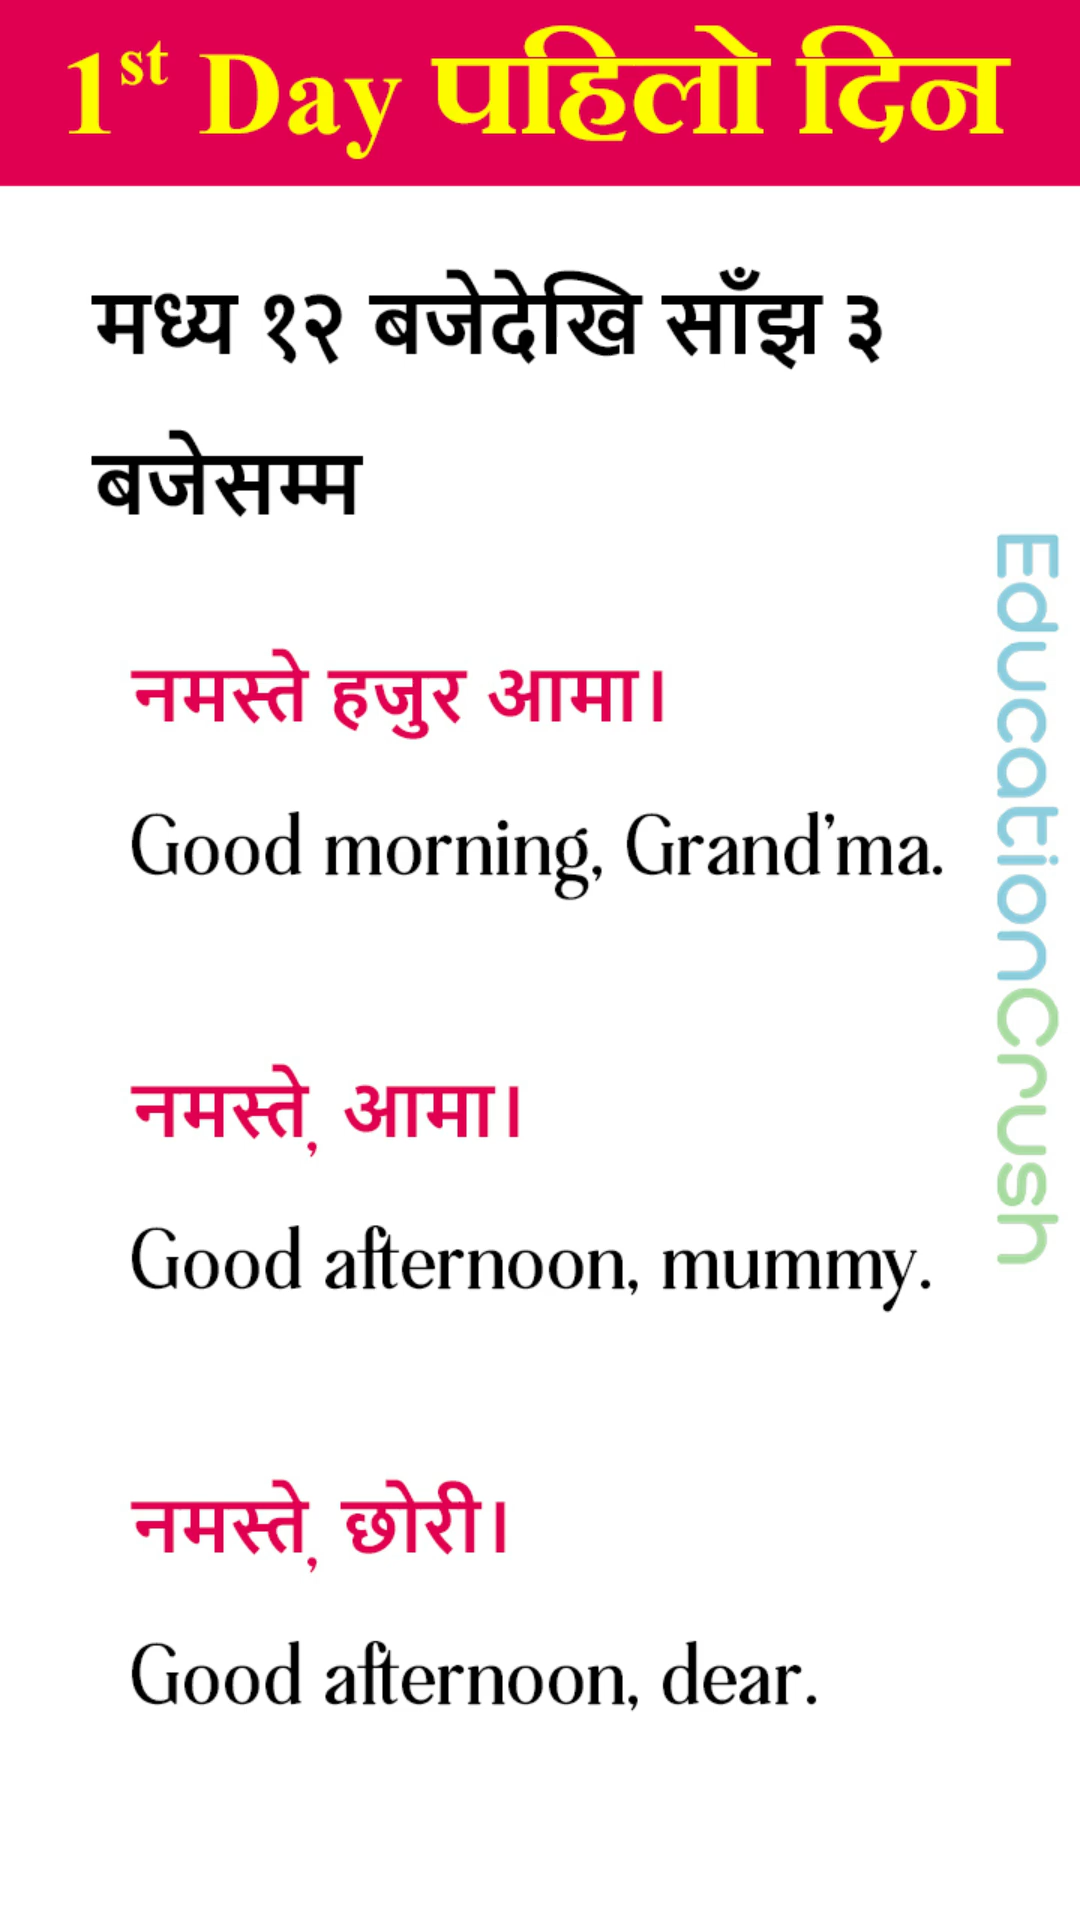 1st Day पहिलो दिन
मध्य १२ बजेदेखि साँझ ३
बजेसम्म
नमस्ते हजुर आमा।
Good morning, Grand’ma.
नमस्ते, आमा।
Good afternoon, mummy.
नमस्ते, छोरी।
Good afternoon, dear.
EducationCrush